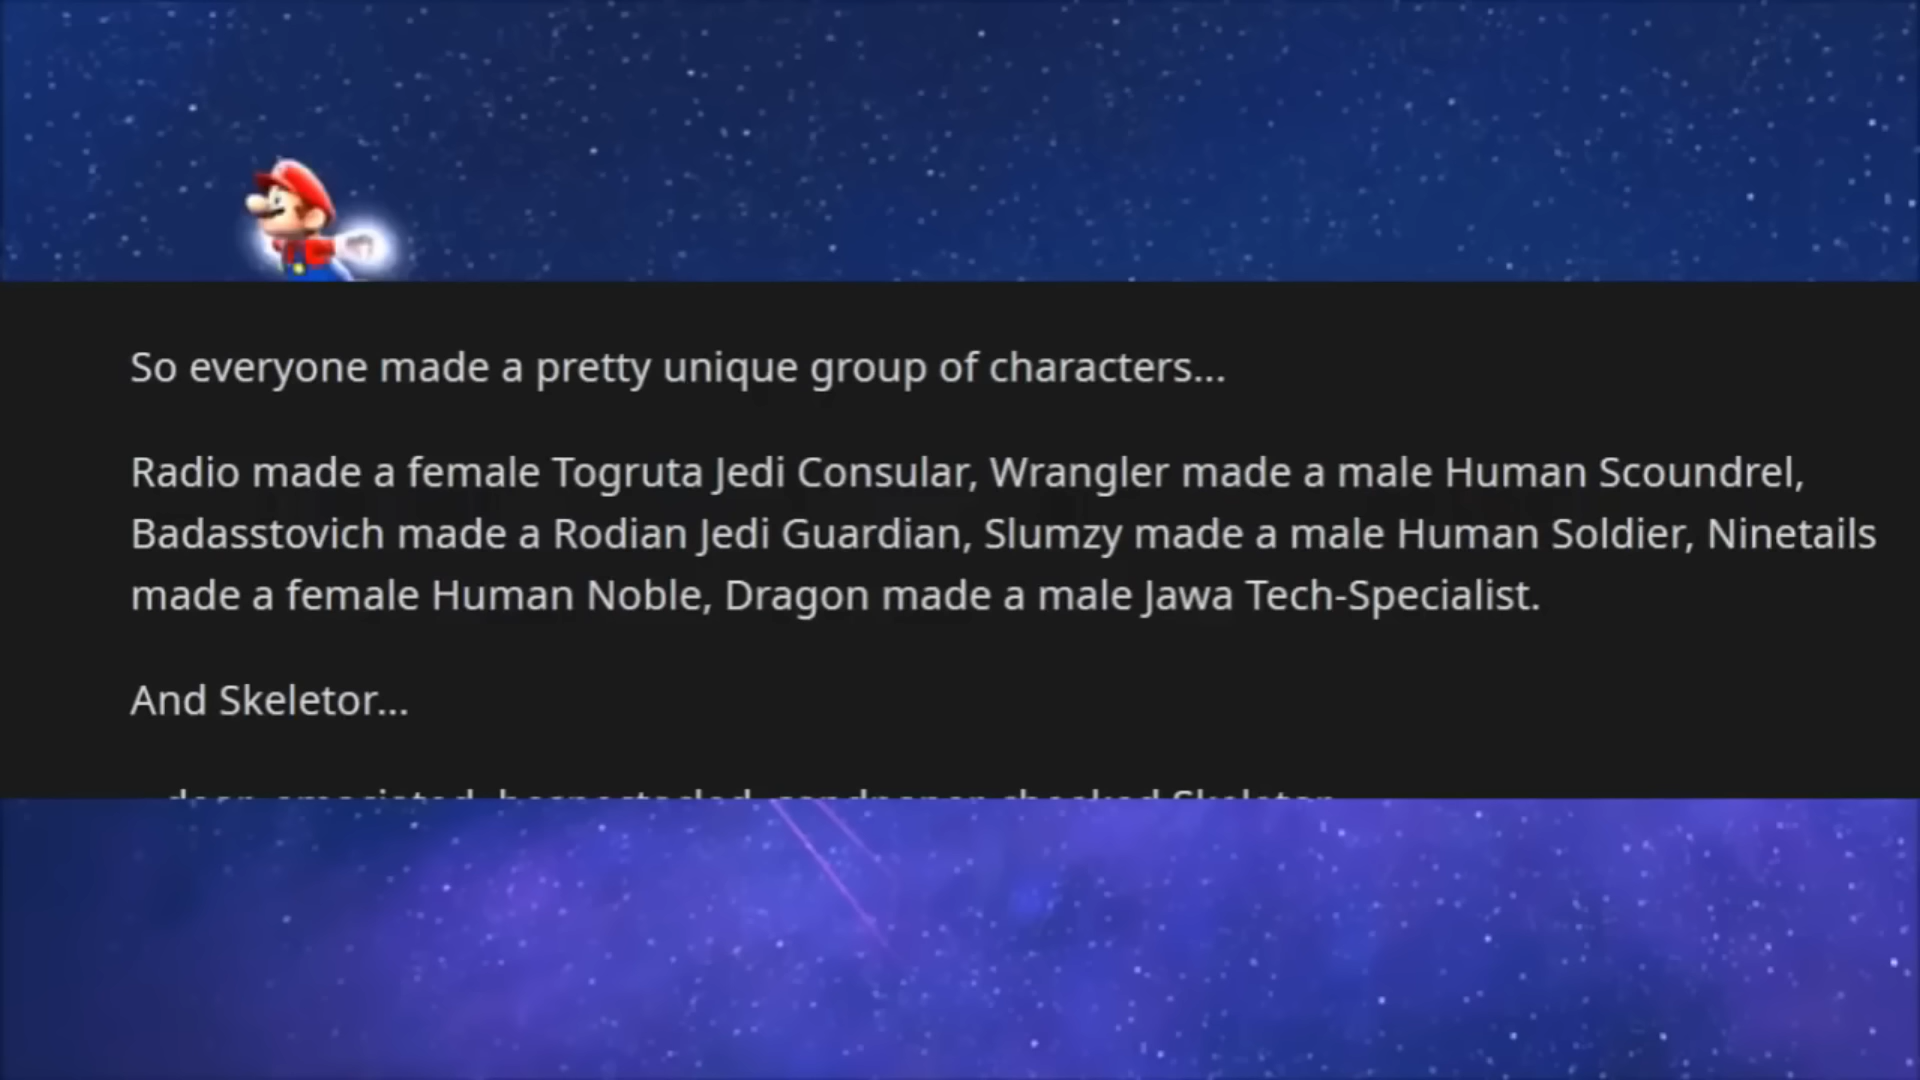 So everyone made a pretty unique group of characters...
Radio made a female Togruta Jedi Consular, Wrangler made a male Human Scoundrel,
Badasstovich made a Rodian Jedi Guardian, Slumzy made a male Human Soldier, Ninetails
made a female Human Noble, Dragon made a male Jawa Tech-Specialist.
And Skeletor...